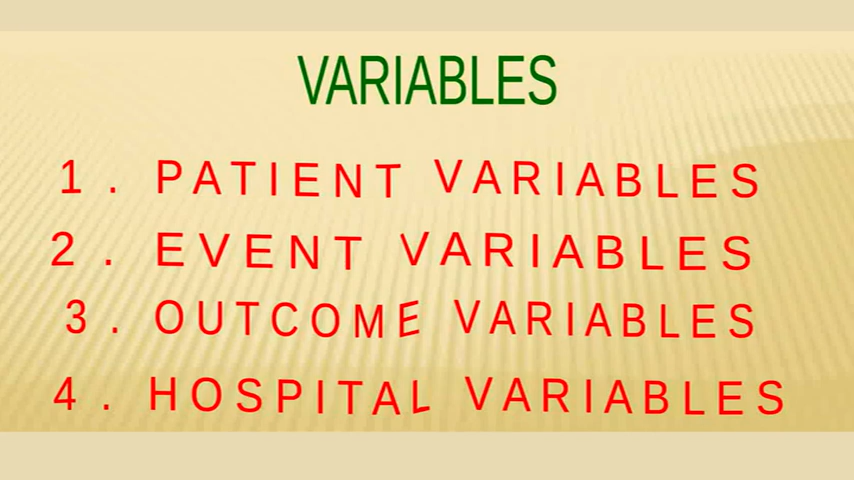 VARIABLES
1. PATIENT VARIABLES
2. EVENT VARIABLES
3. OUTCOME VARIABLES
4. HOSPITAL VARIABLES